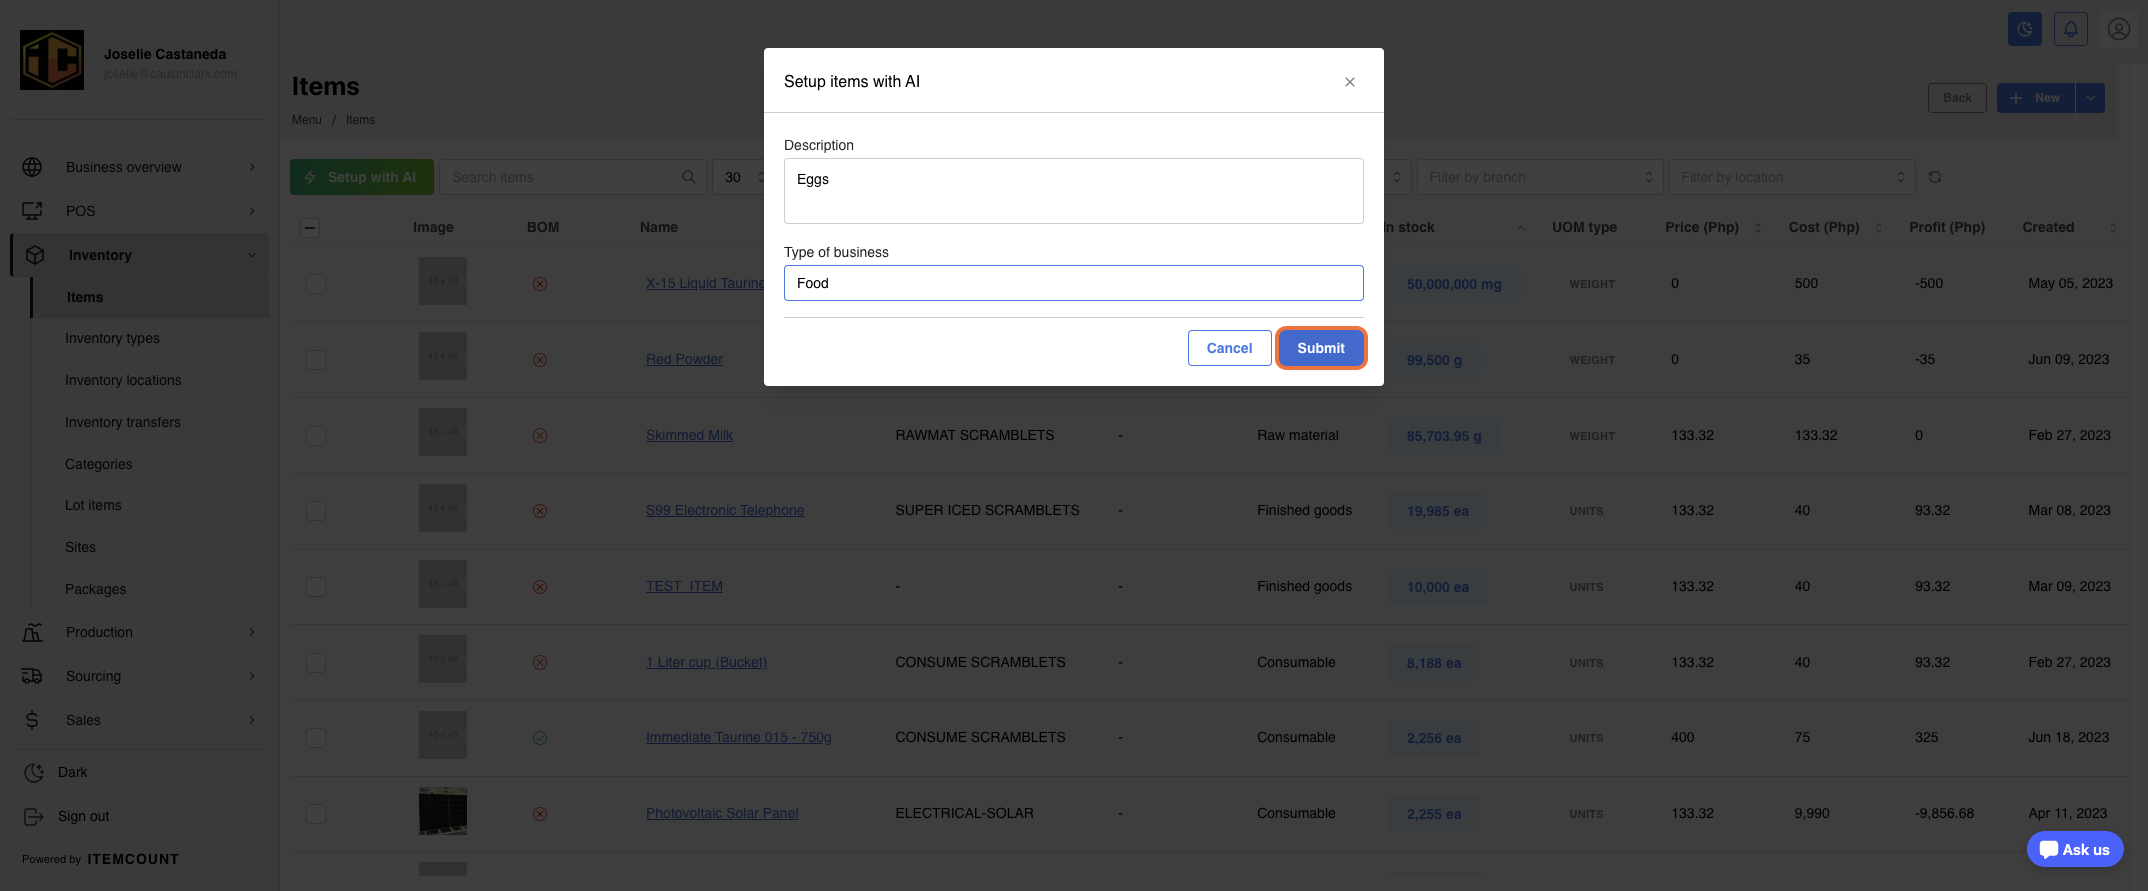 Joselie Castaneda
joselie@cauldnclark.com
Business overview
POS
Inventory
Items
Inventory types
Inventory locations
Inventory transfers
Categories
Lot items
Sites
Packages
Production
Sourcing
Sales
Dark
Sign out
Powered by ITEMCOUNT
Items
Menu / Items
Back
New
Setup with AI
Search items
30
Filter by branch
Filter by location
Setup items with AI
Description
Eggs
Type of business
Food
Cancel
Submit
Image BOM Name In stock UOM type Price (Php) Cost (Php) Profit (Php) Created
48 x 48 X-15 Liquid Taurine 50,000,000 mg WEIGHT 0 500 -500 May 05, 2023
48 x 48 Red Powder 99,500 g WEIGHT 0 35 -35 Jun 09, 2023
48 x 48 Skimmed Milk RAWMAT SCRAMBLETS - Raw material 85,703.95 g WEIGHT 133.32 133.32 0 Feb 27, 2023
48 x 48 S99 Electronic Telephone SUPER ICED SCRAMBLETS - Finished goods 19,985 ea UNITS 133.32 40 93.32 Mar 08, 2023
48 x 48 TEST_ITEM - - Finished goods 10,000 ea UNITS 133.32 40 93.32 Mar 09, 2023
48 x 48 1 Liter cup (Bucket) CONSUME SCRAMBLETS - Consumable 8,188 ea UNITS 133.32 40 93.32 Feb 27, 2023
48 x 48 Immediate Taurine 015 - 750g CONSUME SCRAMBLETS - Consumable 2,256 ea UNITS 400 75 325 Jun 18, 2023
Photovoltaic Solar Panel ELECTRICAL-SOLAR - Consumable 2,255 ea UNITS 133.32 9,990 -9,856.68 Apr 11, 2023
Ask us